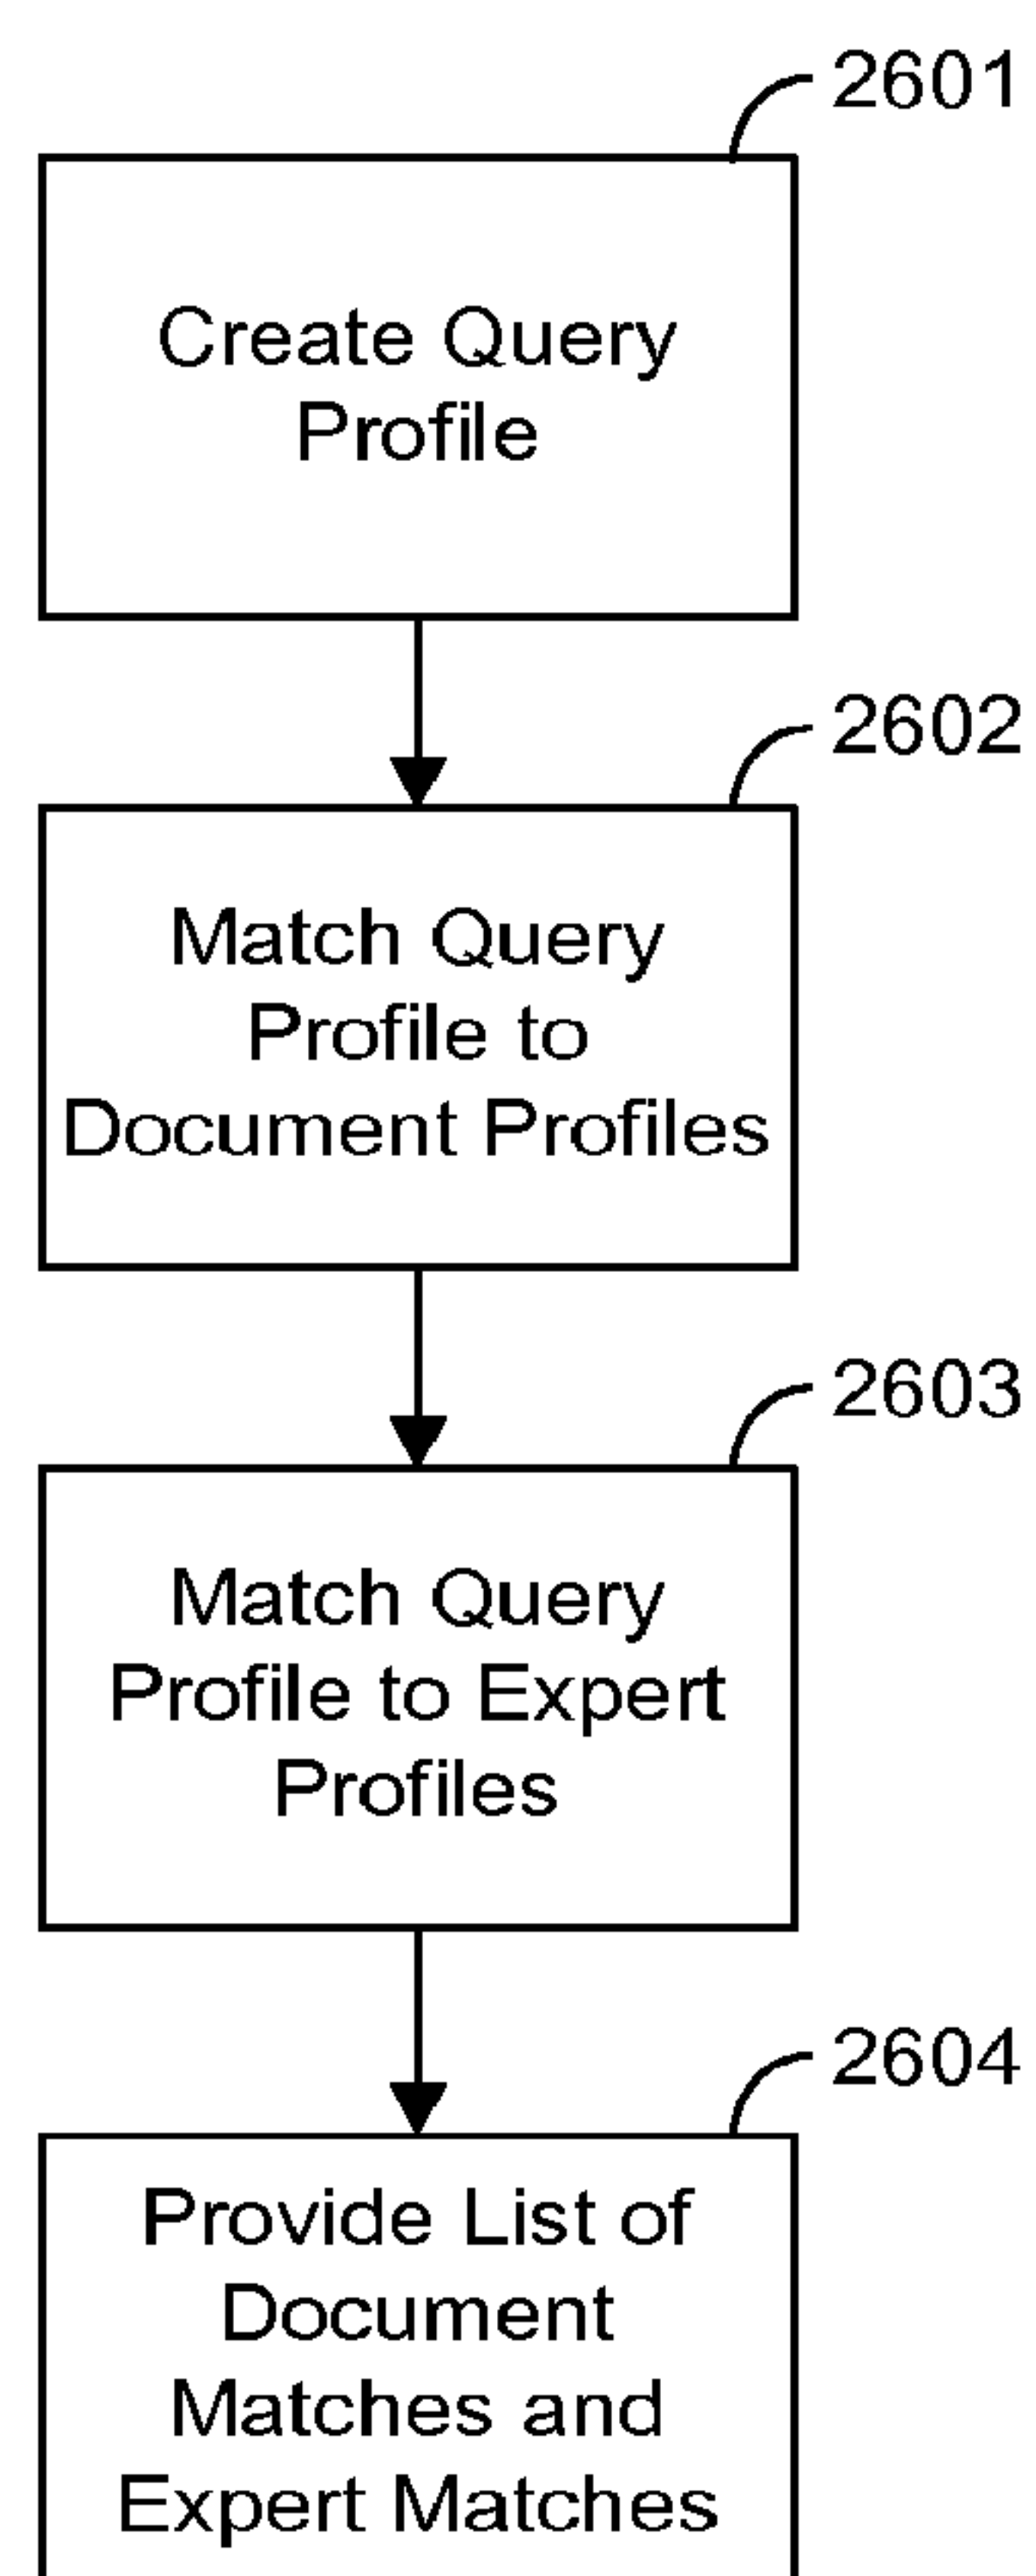 2601
Create Query
Profile
2602
Match Query
Profile to
Document Profiles
2603
Match Query
Profile to Expert
Profiles
2604
Provide List of
Document
Matches and
Expert Matches